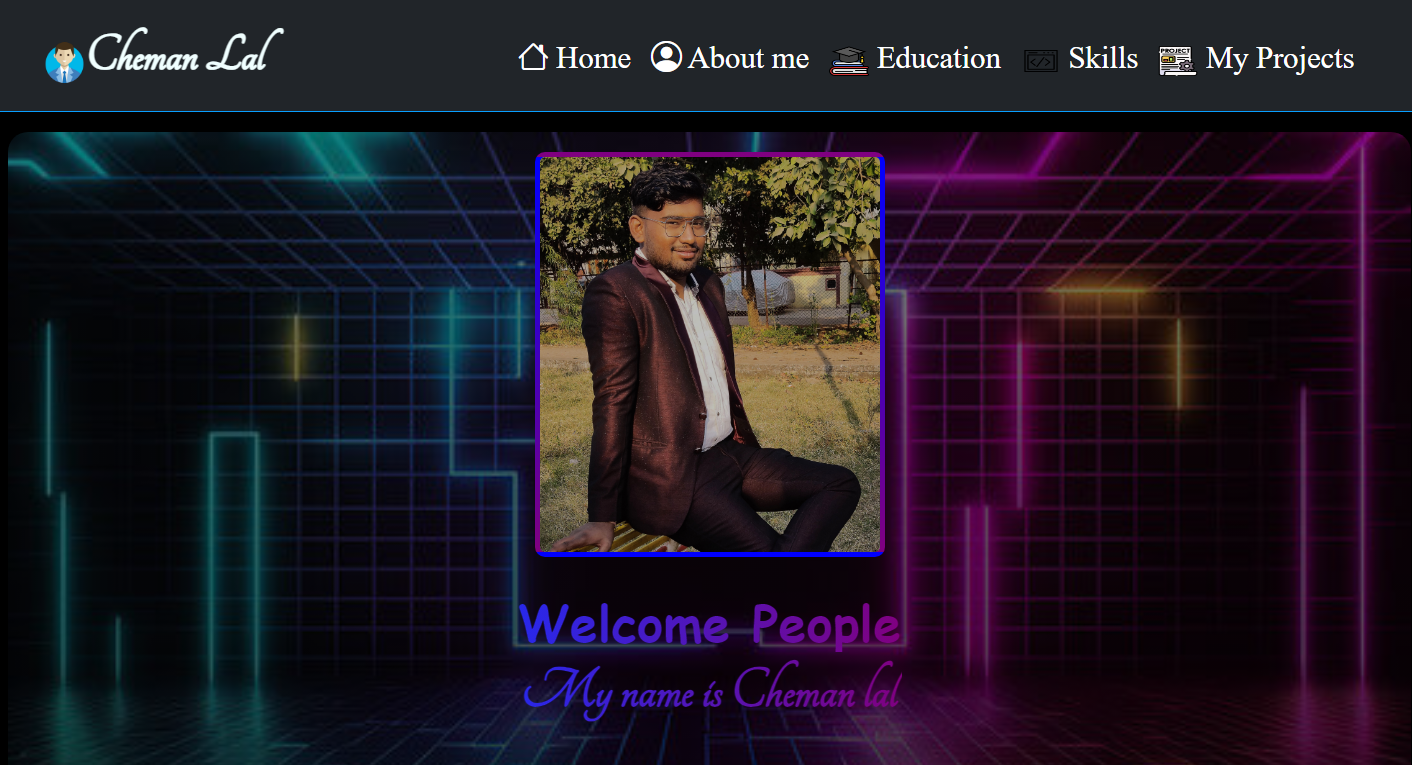 Cheman Lal
Home About me Education Skills My Projects
PROJECT
Welcome People
My name is Cheman lal